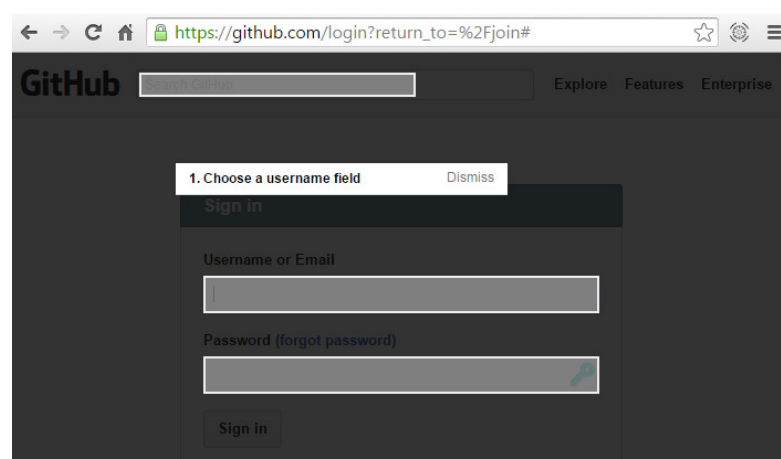 https://github.com/login?return_to=%2Fjoin#
GitHub Search GitHub Explore Features Enterprise
1. Choose a username field Dismiss
Sign in
Username or Email
Password (forgot password)
Sign in